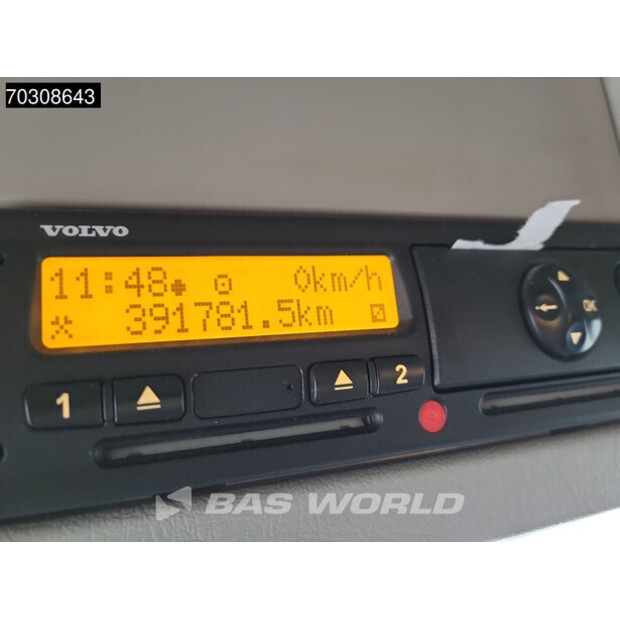 70308643
VOLVO
11:48 0km/h
391781.5km
1 2
OK
BAS WORLD